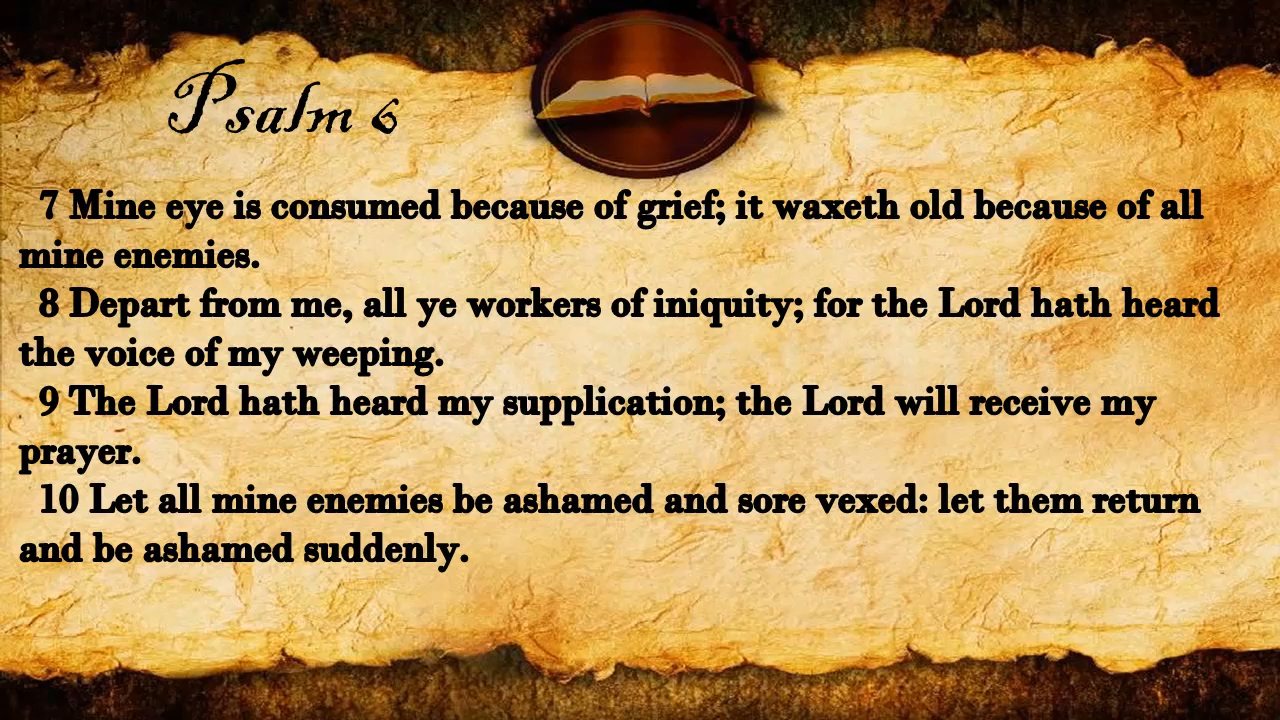 Psalm 6
7 Mine eye is consumed because of grief; it waxeth old because of all
mine enemies.
8 Depart from me, all ye workers of iniquity; for the Lord hath heard
the voice of my weeping.
9 The Lord hath heard my supplication; the Lord will receive my
prayer.
10 Let all mine enemies be ashamed and sore vexed: let them return
and be ashamed suddenly.